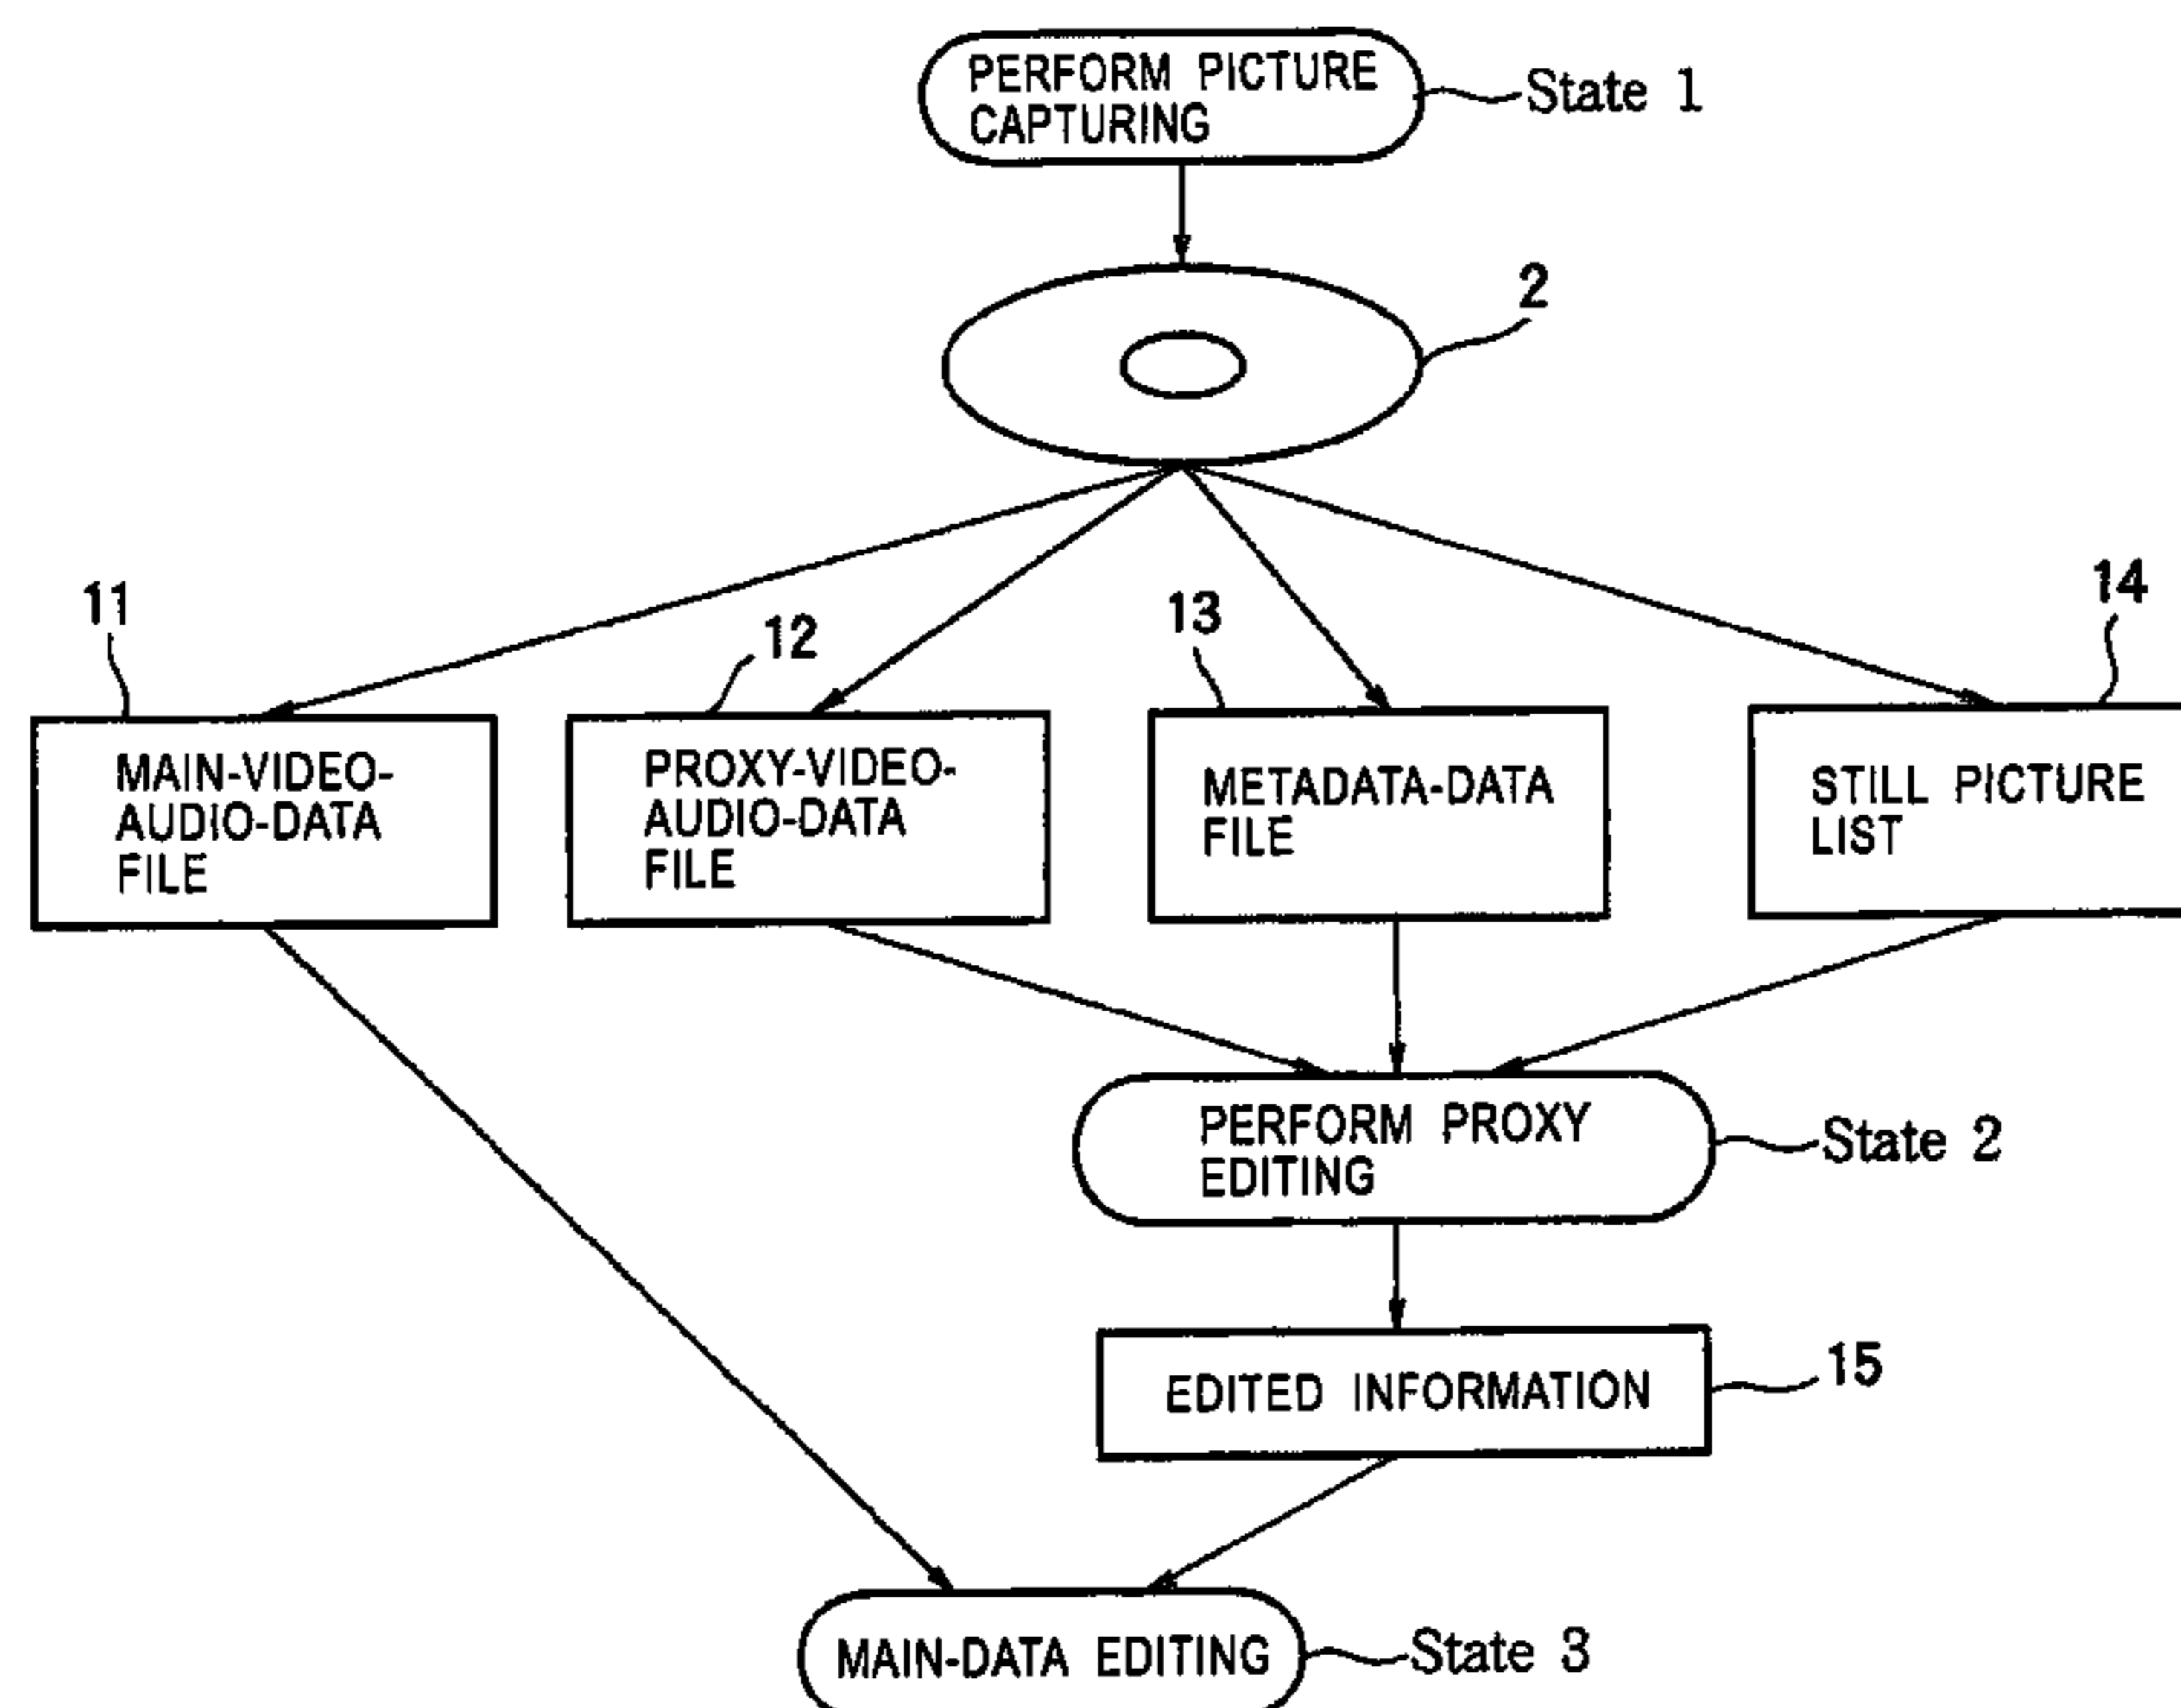 PERFORM PICTURE
CAPTURING
State 1
2
11
12
13
14
MAIN-VIDEO-
AUDIO-DATA
FILE
PROXY-VIDEO-
AUDIO-DATA
FILE
METADATA-DATA
FILE
STILL PICTURE
LIST
PERFORM PROXY
EDITING
State 2
EDITED INFORMATION
15
MAIN-DATA EDITING
State 3